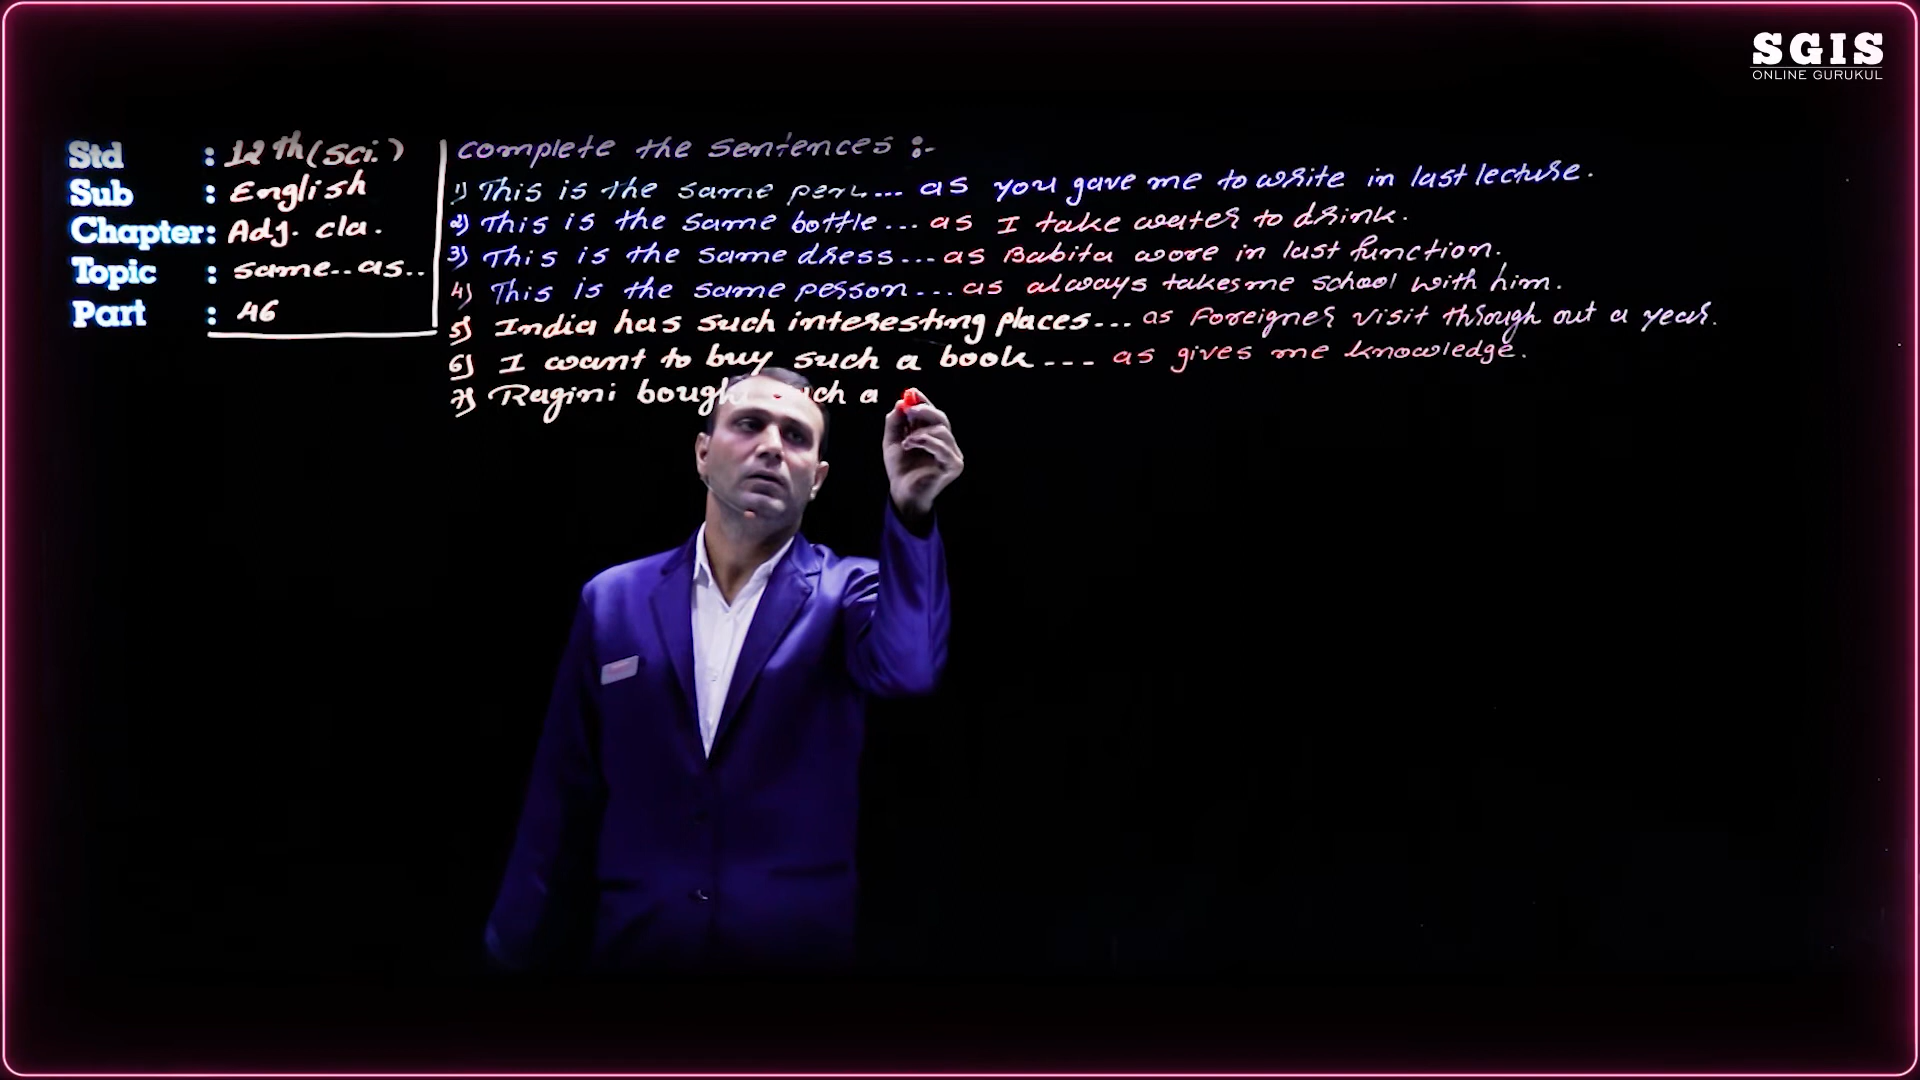 SGIS
ONLINE GURUKUL
Std : 12th (sci.)
Sub : English
Chapter: Adj. cla.
Topic : same.. as..
Part : 46
complete the sentences :-
1) This is the same pen... as you gave me to write in last lecture.
2) This is the same bottle... as I take water to drink.
3) This is the same dress... as Babita wore in last function.
4) This is the same person... as always takes me school with him.
5) India has such interesting places... as Foreigner visit through out a year.
6) I want to buy such a book --- as gives me knowledge.
7) Ragini a